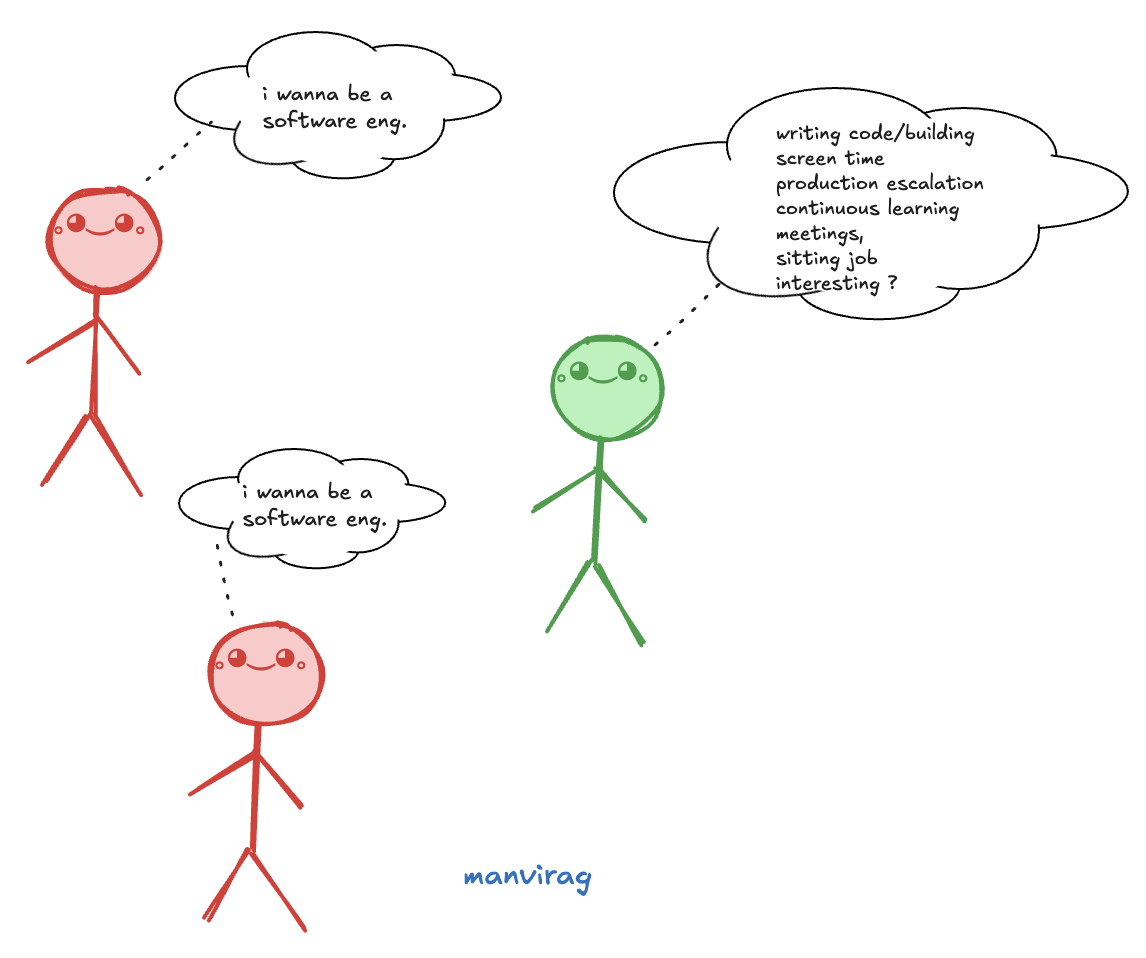 i wanna be a
software eng.
writing code/building
screen time
production escalation
continuous learning
meetings,
sitting job
interesting ?
i wanna be a
software eng.
manvirag